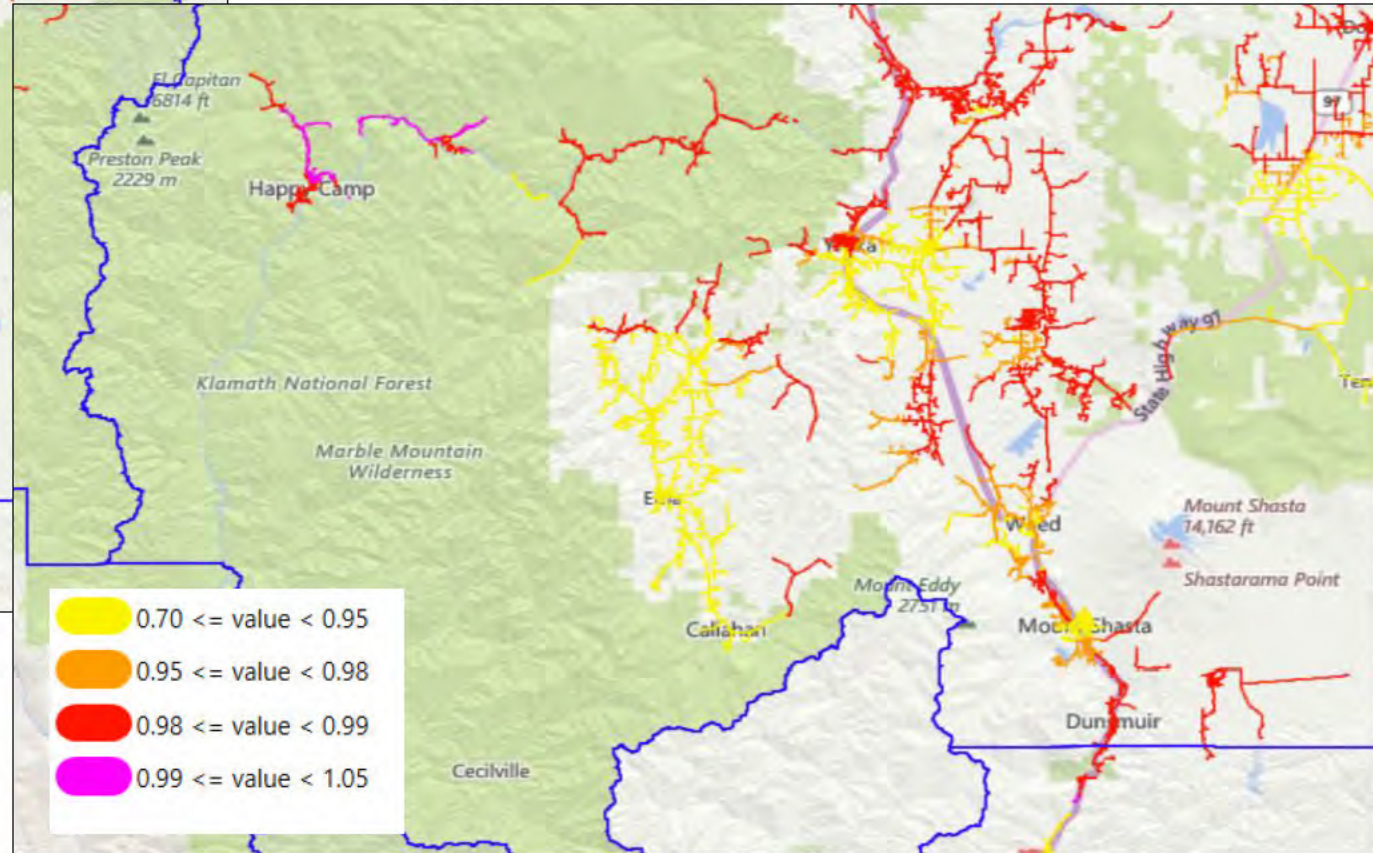 El Capitan
6814 ft
Preston Peak
2229 m
Happy Camp
97
Klamath National Forest
Marble Mountain
Wilderness
State Highway 97
Weed
Mount Shasta
14,162 ft
Shastarama Point
Mount Eddy
2751 m
Callahan
Mount Shasta
Dunsmuir
Cecilville
0.70 <= value < 0.95
0.95 <= value < 0.98
0.98 <= value < 0.99
0.99 <= value < 1.05